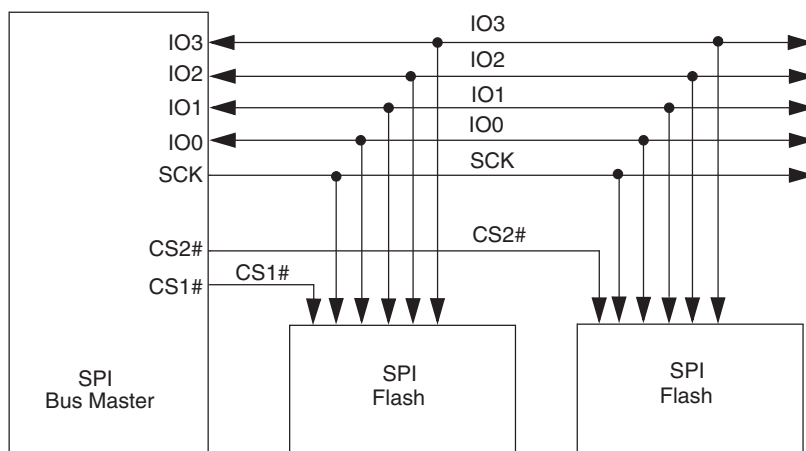 IO3
IO3
IO2
IO2
IO1
IO1
IO0
IO0
SCK
SCK
CS2#
CS2#
CS1#
CS1#
SPI
Bus Master
SPI
Flash
SPI
Flash